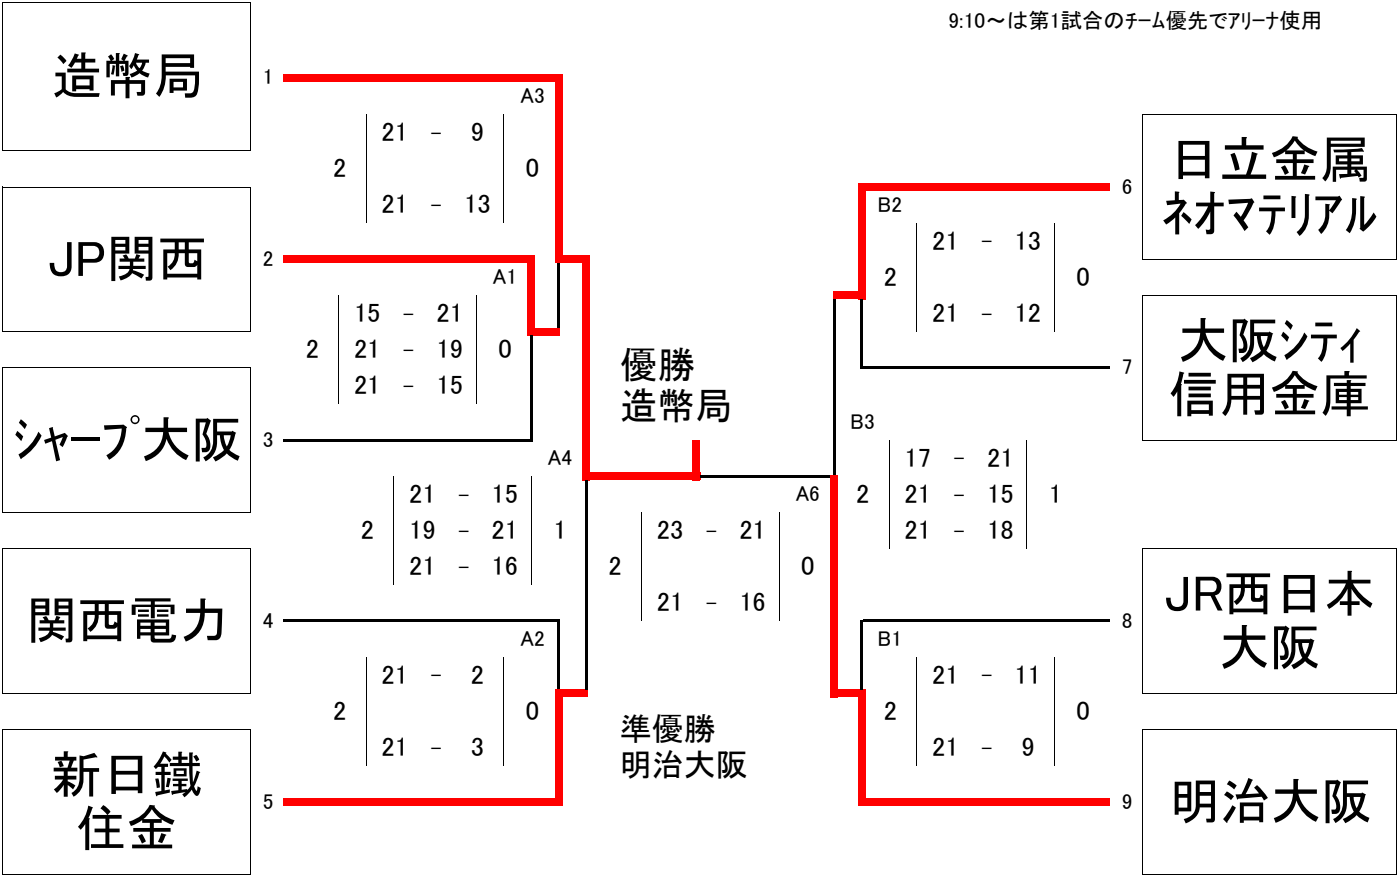 9:10～は第1試合のﾁｰﾑ優先でｱﾘｰﾅ使用
造幣局
1
A3
21 - 9
2 0
21 - 13
JP関西
2
A1
15 - 21
2 21 - 19 0
21 - 15
ｼｬｰﾌﾟ大阪
3
A4
21 - 15
2 19 - 21 1
21 - 16
関西電力
4
A2
21 - 2
2 0
21 - 3
新日鐵
住金
5
優勝
造幣局
A6
23 - 21
2 0
21 - 16
準優勝
明治大阪
日立金属
ﾈｵﾏﾃﾘｱﾙ
6
B2
21 - 13
2 0
21 - 12
大阪ｼﾃｨ
信用金庫
7
B3
17 - 21
2 21 - 15 1
21 - 18
JR西日本
大阪
8
B1
21 - 11
2 0
21 - 9
明治大阪
9